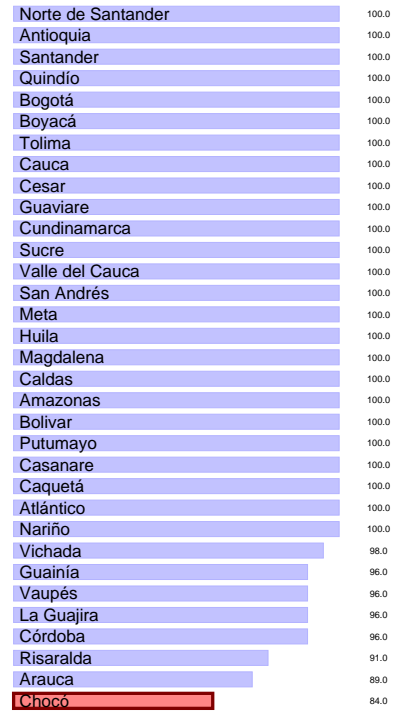 Norte de Santander 100.0
Antioquia 100.0
Santander 100.0
Quindío 100.0
Bogotá 100.0
Boyacá 100.0
Tolima 100.0
Cauca 100.0
Cesar 100.0
Guaviare 100.0
Cundinamarca 100.0
Sucre 100.0
Valle del Cauca 100.0
San Andrés 100.0
Meta 100.0
Huila 100.0
Magdalena 100.0
Caldas 100.0
Amazonas 100.0
Bolivar 100.0
Putumayo 100.0
Casanare 100.0
Caquetá 100.0
Atlántico 100.0
Nariño 100.0
Vichada 98.0
Guainía 96.0
Vaupés 96.0
La Guajira 96.0
Córdoba 96.0
Risaralda 91.0
Arauca 89.0
Chocó 84.0